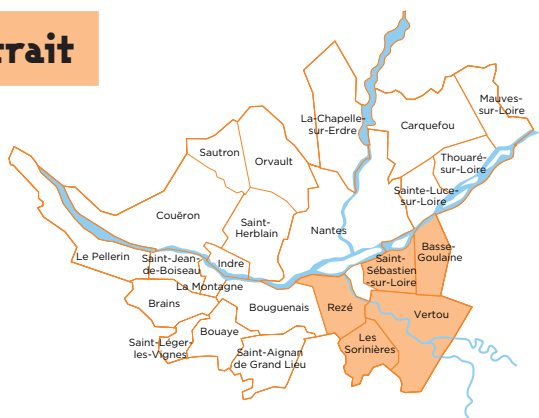 trait
Mauves-
sur-Loire
La-Chapelle-
sur-Erdre
Carquefou
Sautron
Orvault
Thouaré-
sur-Loire
Sainte-Luce-
sur-Loire
Couëron
Saint-
Herblain
Nantes
Basse-
Goulaine
Le Pellerin
Saint-Jean-
de-Boiseau
Indre
Saint-
Sébastien
-sur-Loire
La Montagne
Brains
Bouguenais
Rezé
Vertou
Bouaye
Saint-Léger-
les-Vignes
Les
Sorinières
Saint-Aignan
de Grand Lieu